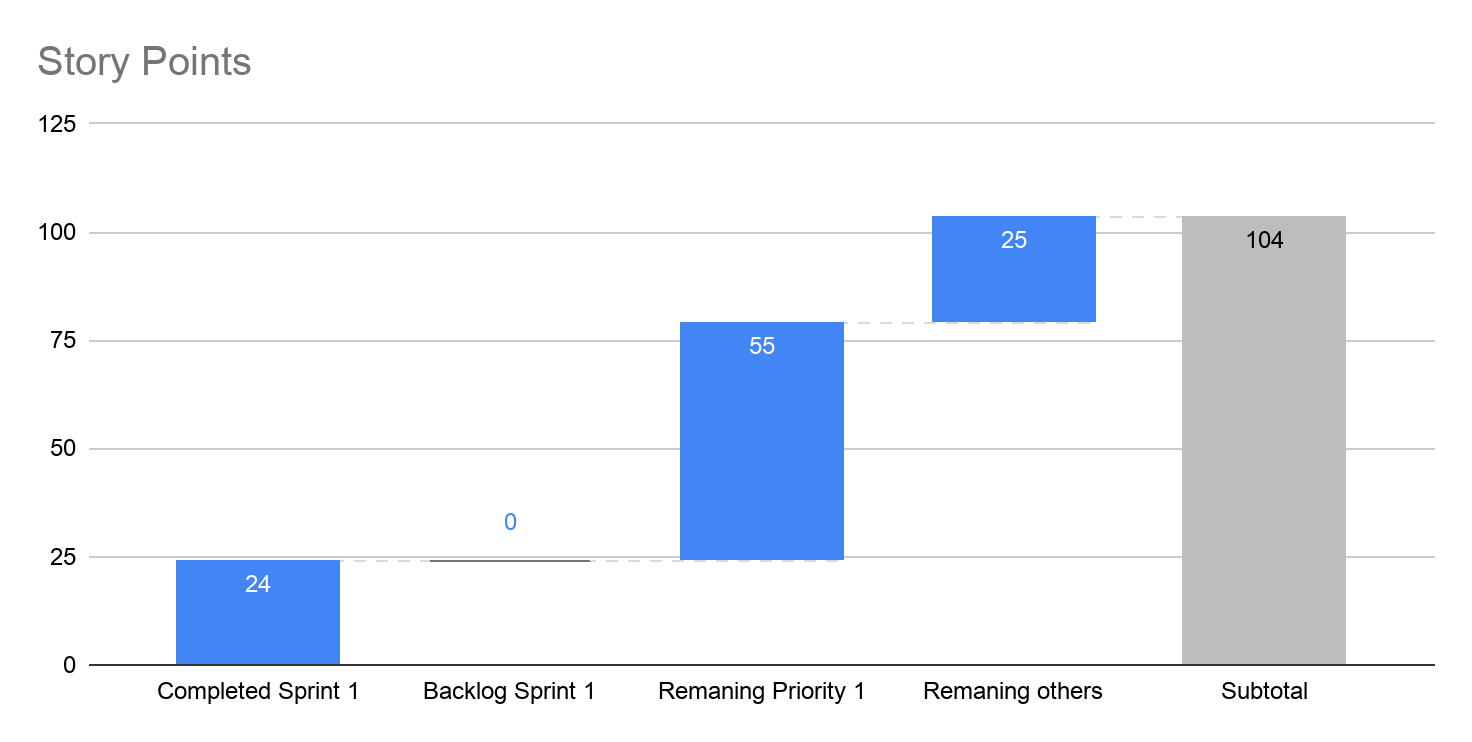 Story Points
125
100
75
50
25
0
24
0
55
25
104
Completed Sprint 1
Backlog Sprint 1
Remaning Priority 1
Remaning others
Subtotal